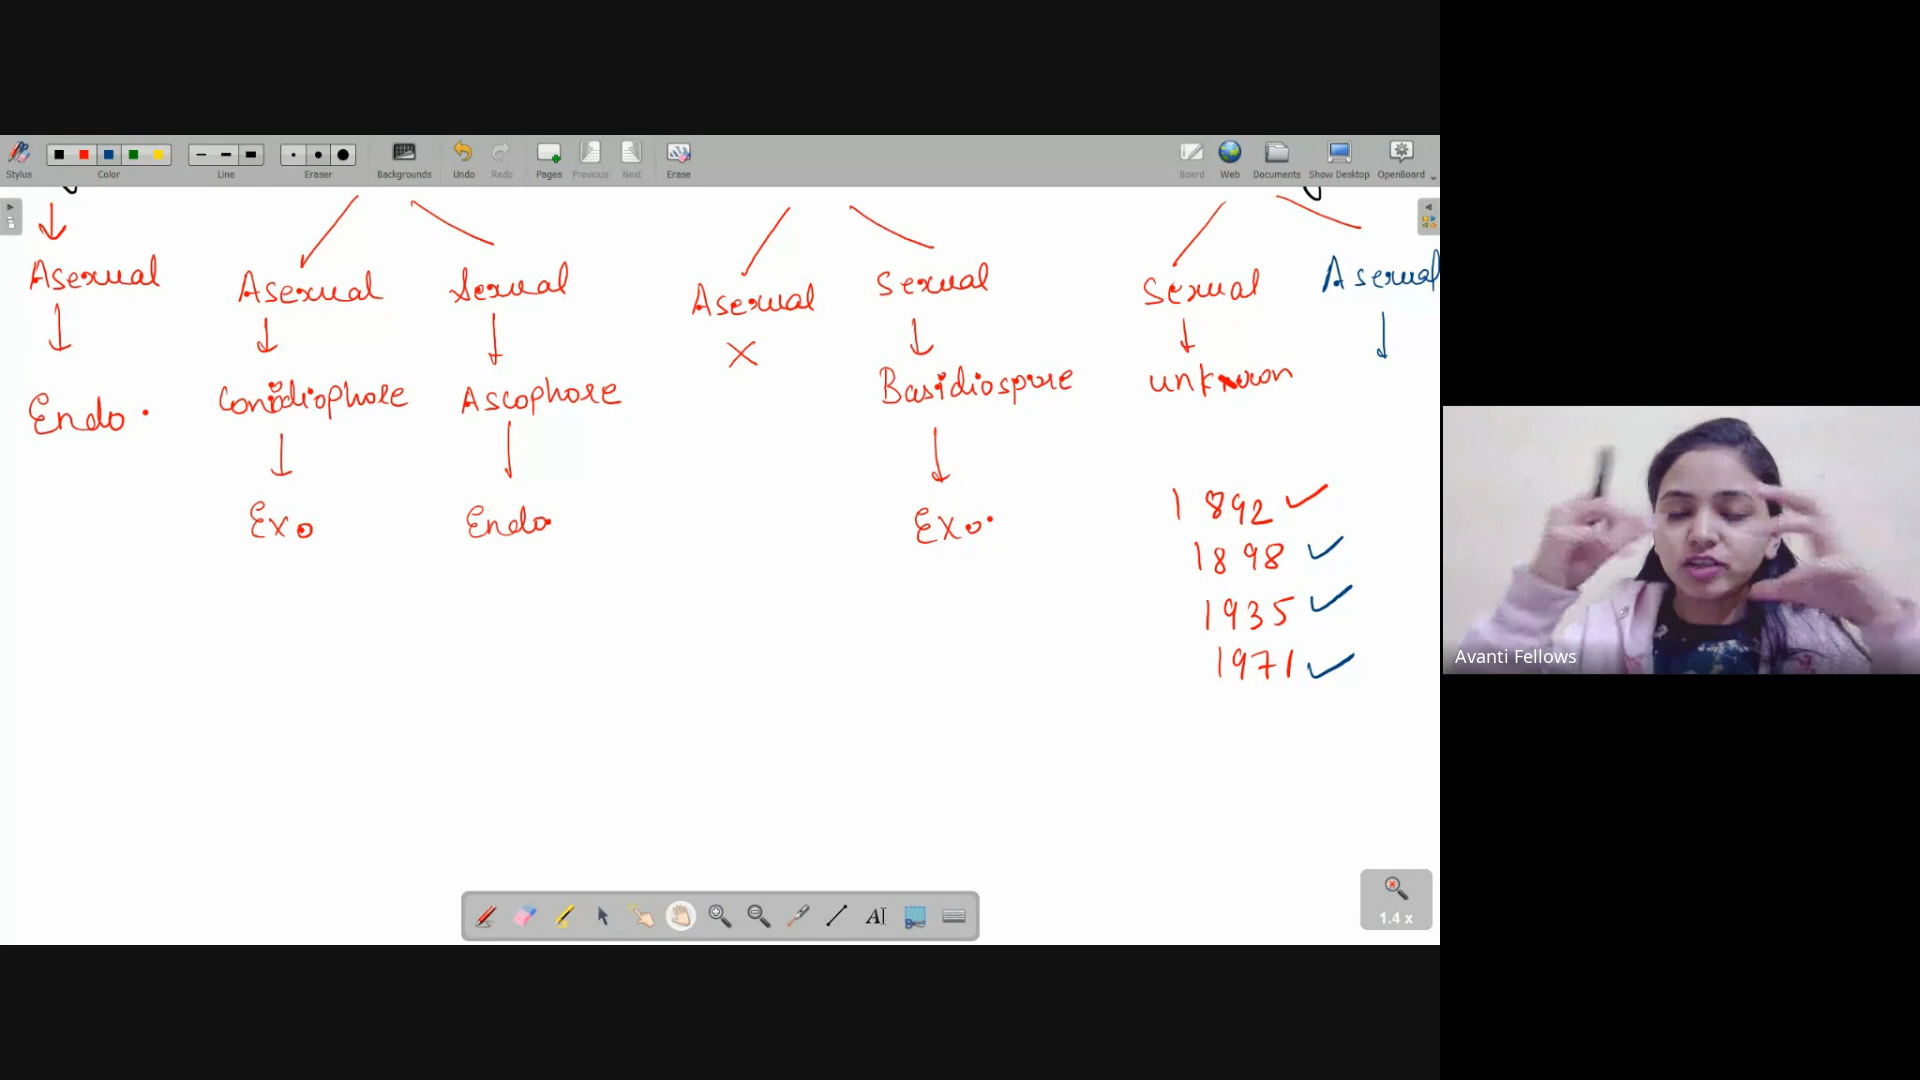 Stylus
Color
Line
Eraser
Backgrounds
Undo
Redo
Pages
Previous
Next
Erase
Board
Web
Documents
Show Desktop
OpenBoard
Asexual
Asexual
Sexual
Asexual
Sexual
Sexual
Asexual
Endo
Conidiophore
Ascophore
X
Basidiospore
unknown
Exo
Endo
Exo
1892 ✓
1898 ✓
1935 ✓
1971 ✓
Avanti Fellows
AI
1.4 x